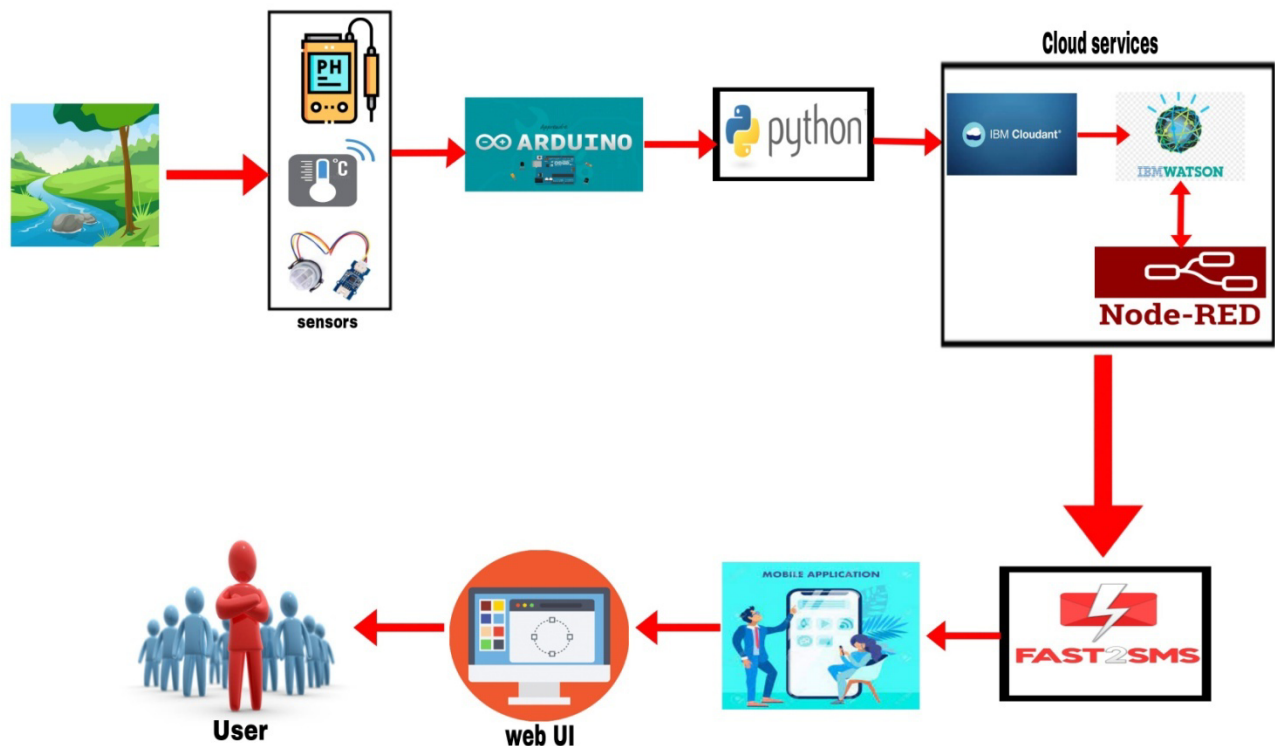 Cloud services
PH
°C
sensors
ARDUINO
python
IBM Cloudant
IBMWATSON
Node-RED
FAST2SMS
MOBILE APPLICATION
web UI
User